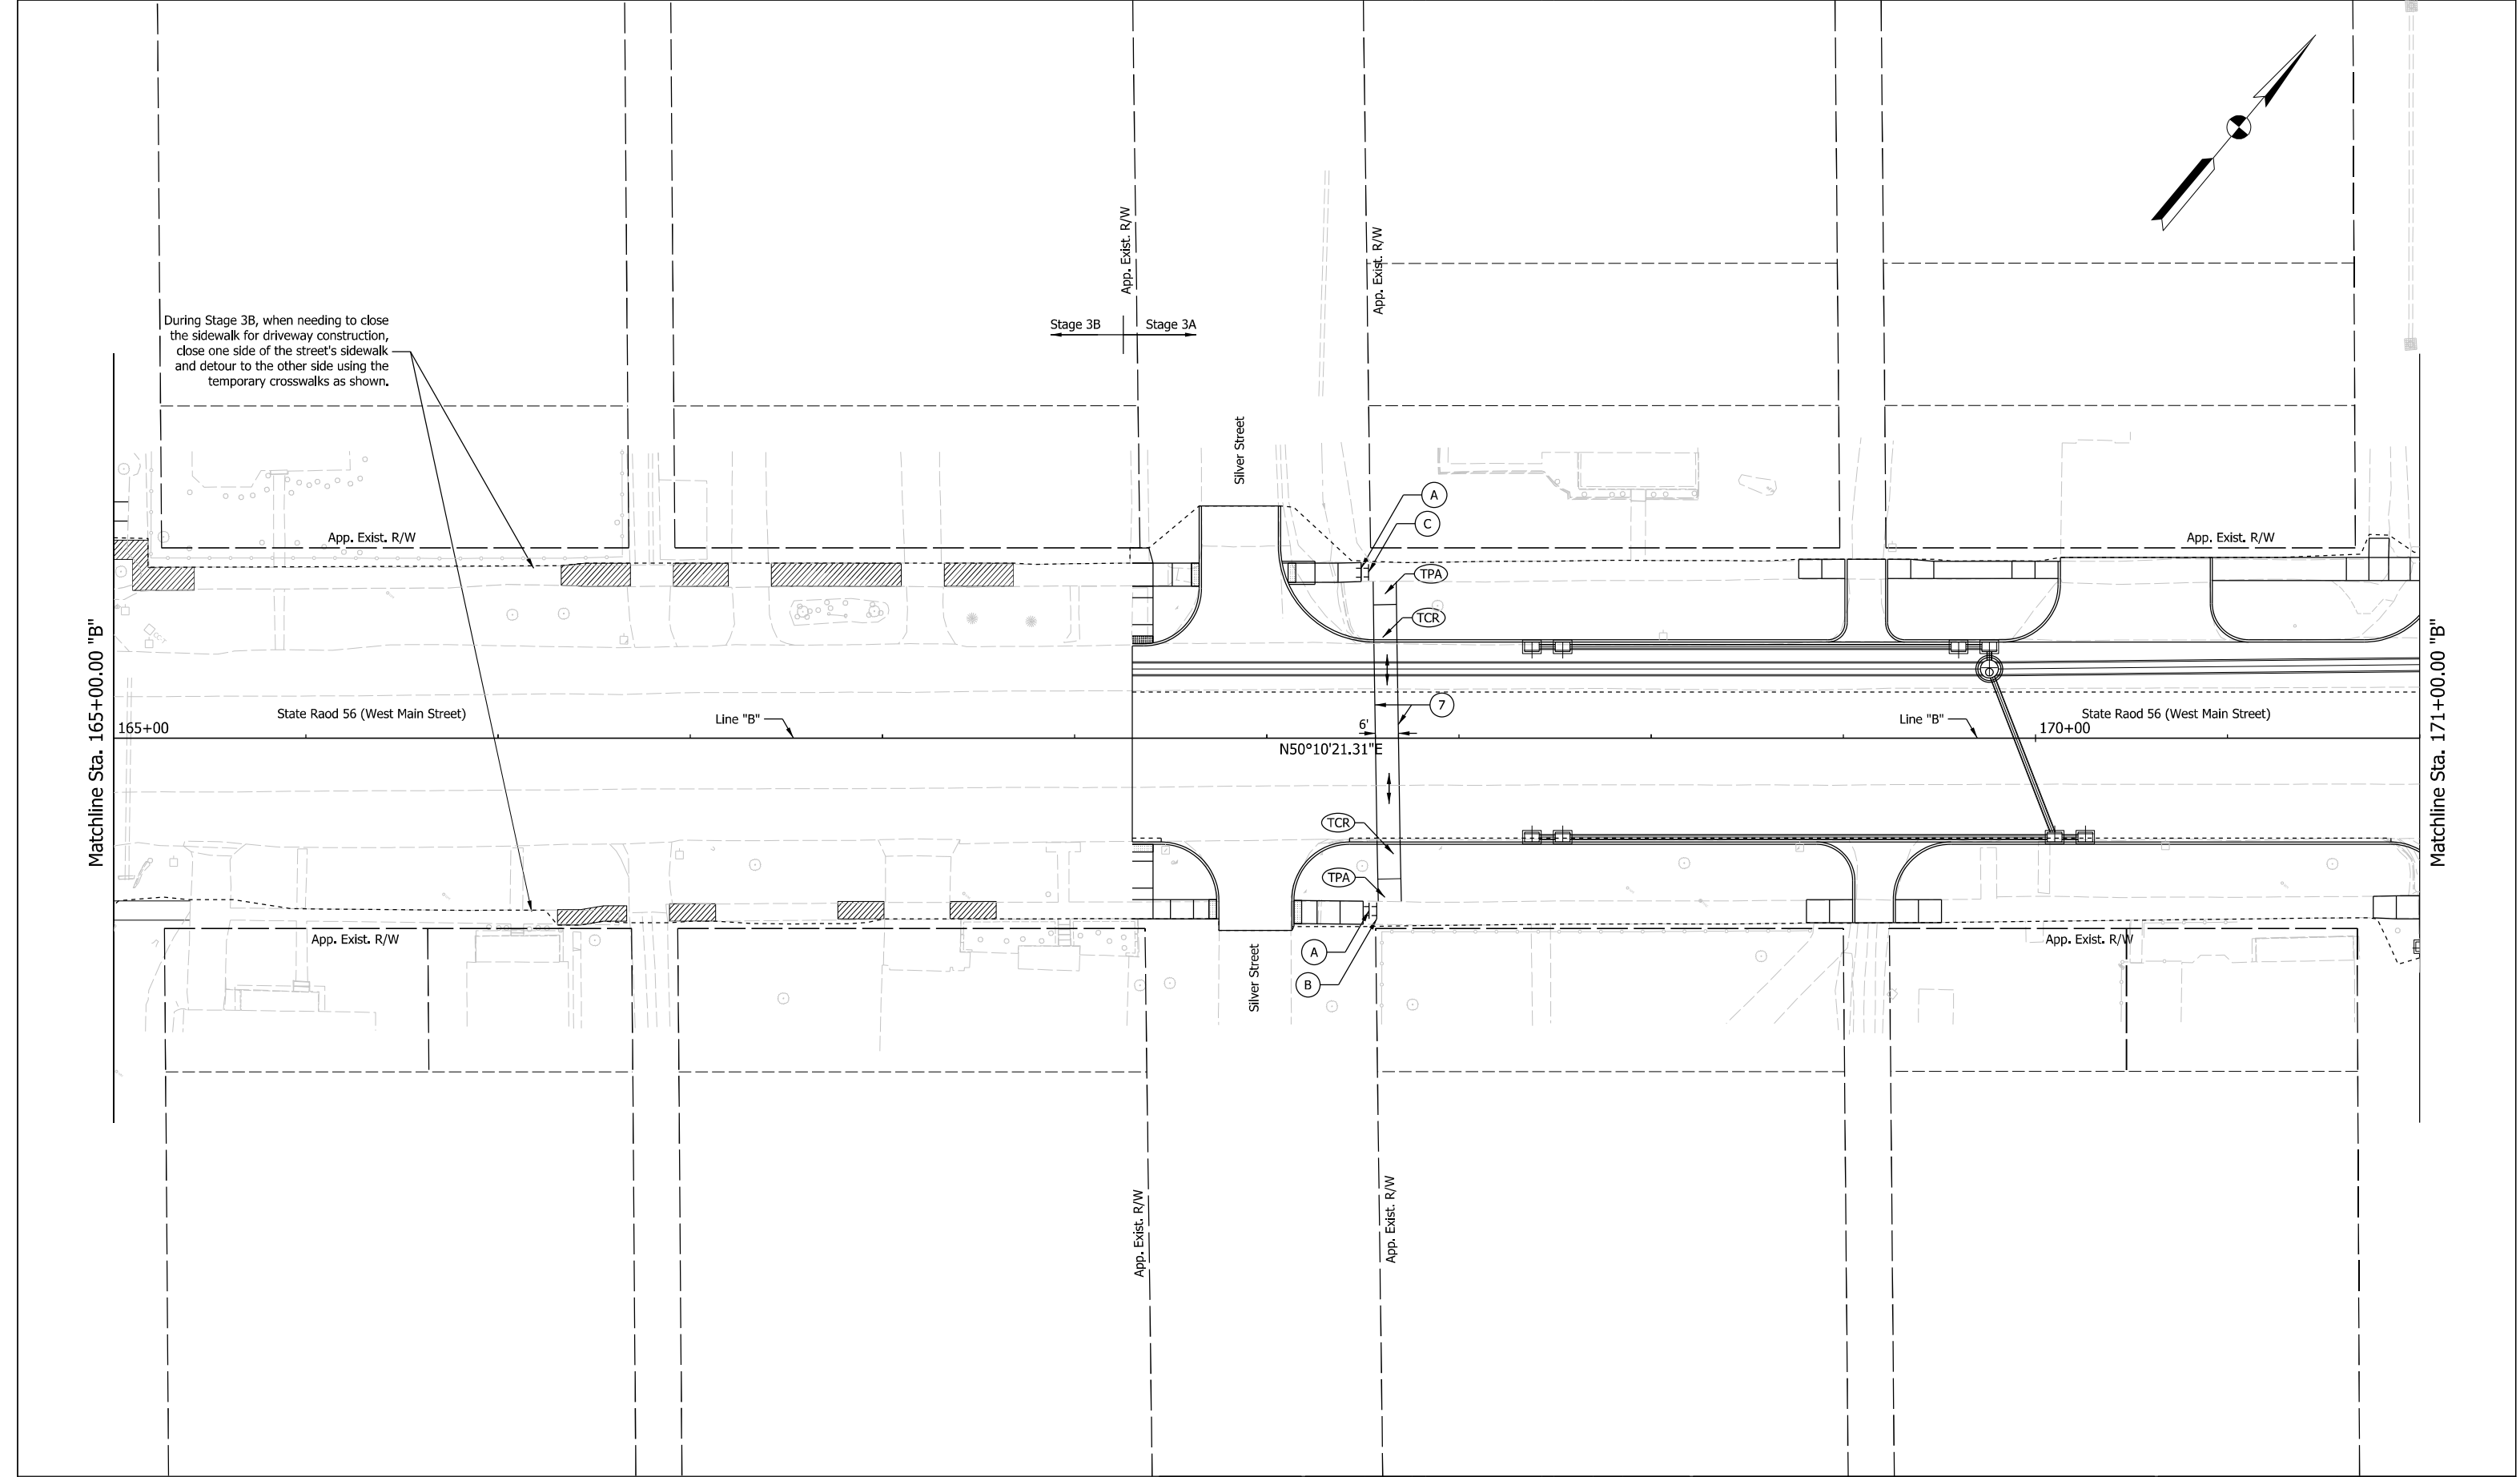 App. Exist. R/W
App. Exist. R/W
During Stage 3B, when needing to close
the sidewalk for driveway construction,
close one side of the street's sidewalk
and detour to the other side using the
temporary crosswalks as shown.
Stage 3B
Stage 3A
Silver Street
A
C
App. Exist. R/W
App. Exist. R/W
TPA
TCR
Matchline Sta. 165+00.00 "B"
Matchline Sta. 171+00.00 "B"
State Raod 56 (West Main Street)
Line "B"
7
6'
Line "B"
State Raod 56 (West Main Street)
165+00
170+00
N50°10'21.31"E
TCR
TPA
App. Exist. R/W
Silver Street
A
B
App. Exist. R/W
App. Exist. R/W
App. Exist. R/W